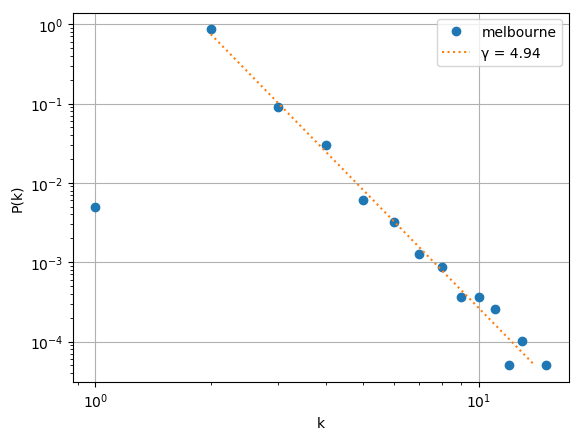 melbourne
γ = 4.94
P(k)
10⁰
10⁻¹
10⁻²
10⁻³
10⁻⁴
10⁰
10¹
k